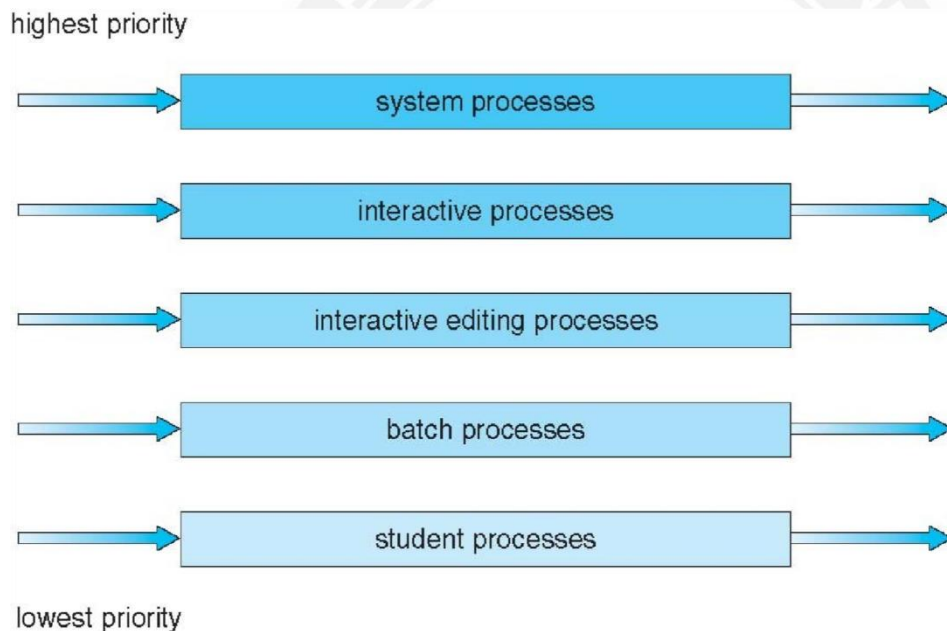 highest priority
system processes
interactive processes
interactive editing processes
batch processes
student processes
lowest priority